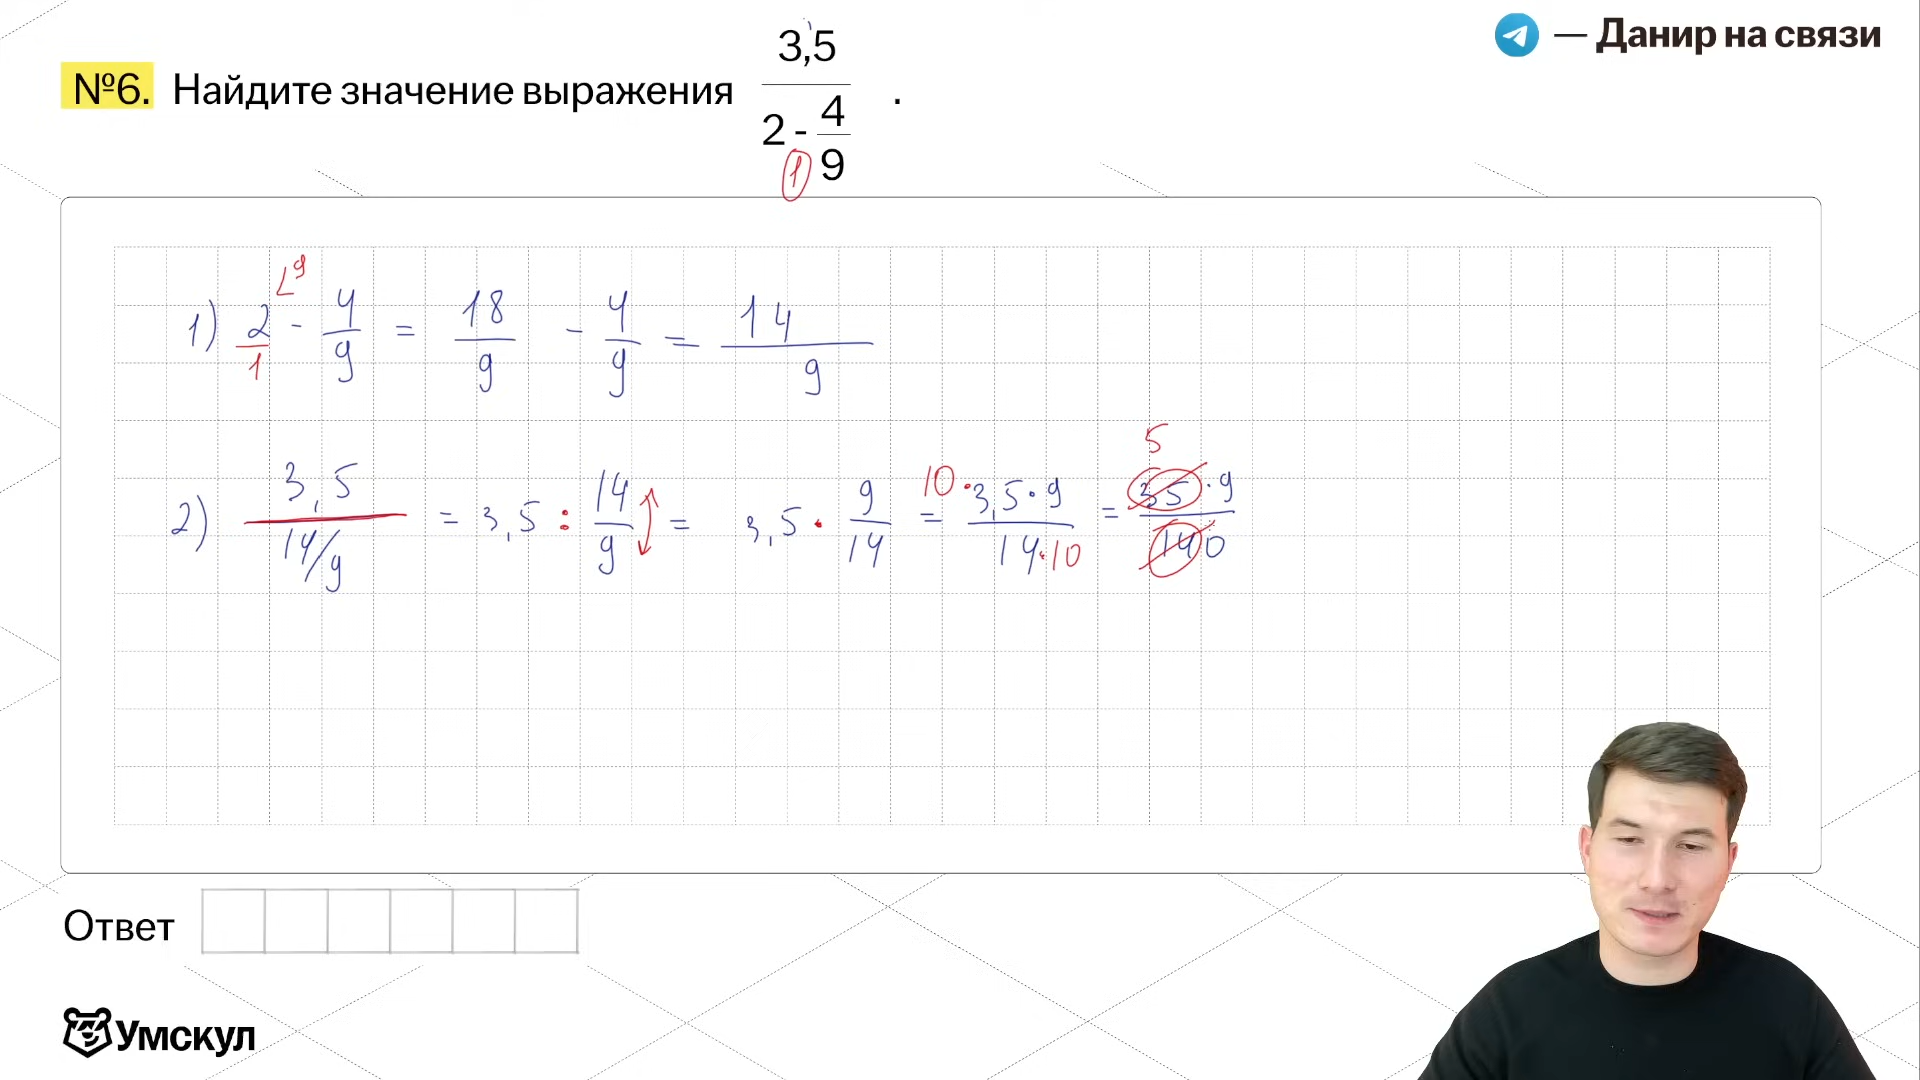 — Данир на связи
№6. Найдите значение выражения 3,5 / (2 - 4/9) .
1
9
1) 2/1 - 4/9 = 18/9 - 4/9 = 14/9
5
2) 3,5 / (14/9) = 3,5 : 14/9 = 3,5 · 9/14 = 10 · 3,5 · 9 / 14 · 10 = 35 · 9 / 140
Ответ
Умскул